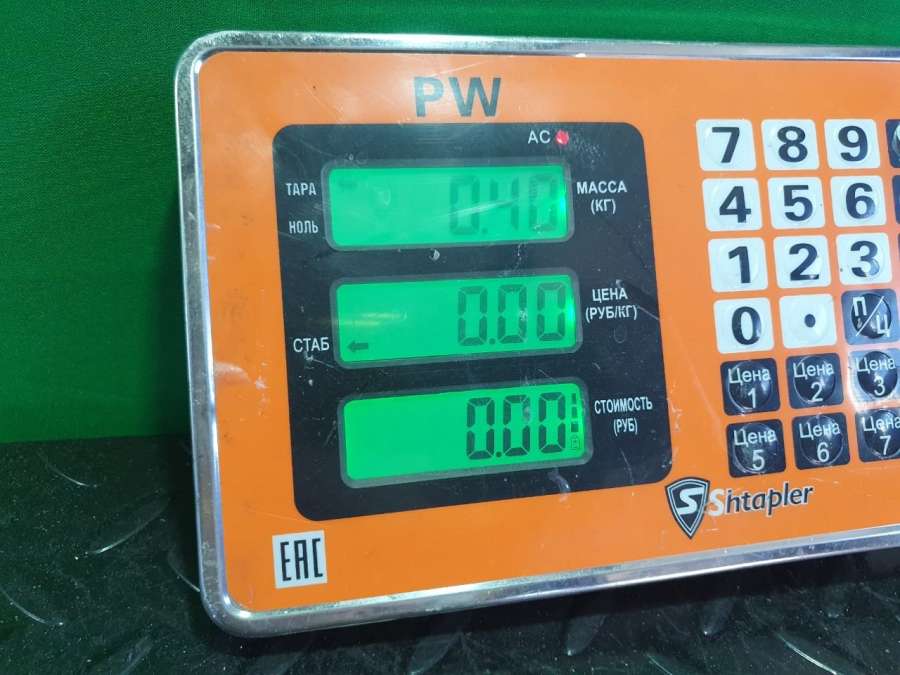 PW
AC
ТАРА
НОЛЬ
0.40
МАССА
(КГ)
СТАБ
0.00
ЦЕНА
(РУБ/КГ)
0.00
СТОИМОСТЬ
(РУБ)
Shtapler
EAC
7 8 9
4 5 6
1 2 3
0 . П/Ц
Цена 1 Цена 2 Цена 3
Цена 5 Цена 6 Цена 7